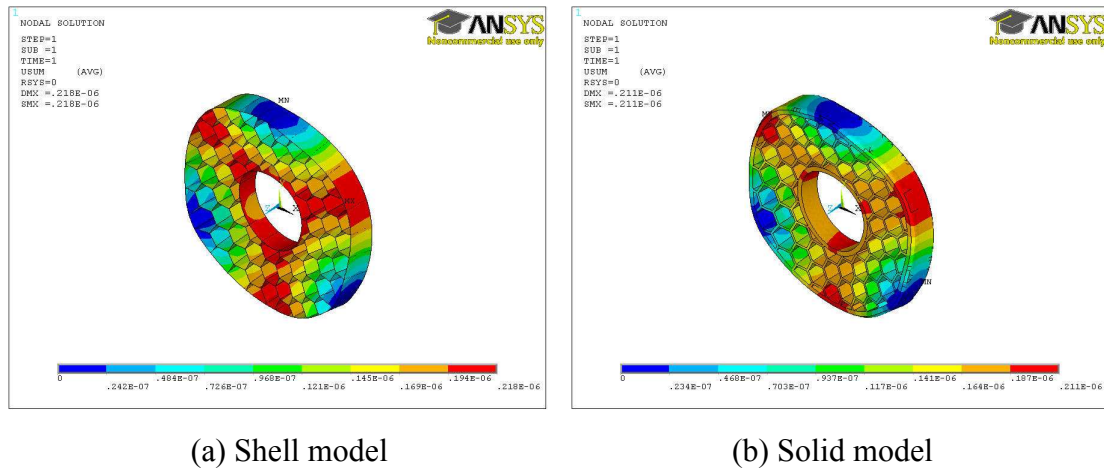 1
NODAL SOLUTION
STEP=1
SUB =1
TIME=1
USUM (AVG)
RSYS=0
DMX =.218E-06
SMX =.218E-06
ANSYS
Noncommercial use only
MN
MX
Z
X
0 .484E-07 .968E-07 .145E-06 .194E-06
.242E-07 .726E-07 .121E-06 .169E-06 .218E-06
(a) Shell model
1
NODAL SOLUTION
STEP=1
SUB =1
TIME=1
USUM (AVG)
RSYS=0
DMX =.211E-06
SMX =.211E-06
ANSYS
Noncommercial use only
X
MN
0 .468E-07 .937E-07 .141E-06 .187E-06
.234E-07 .703E-07 .117E-06 .164E-06 .211E-06
(b) Solid model